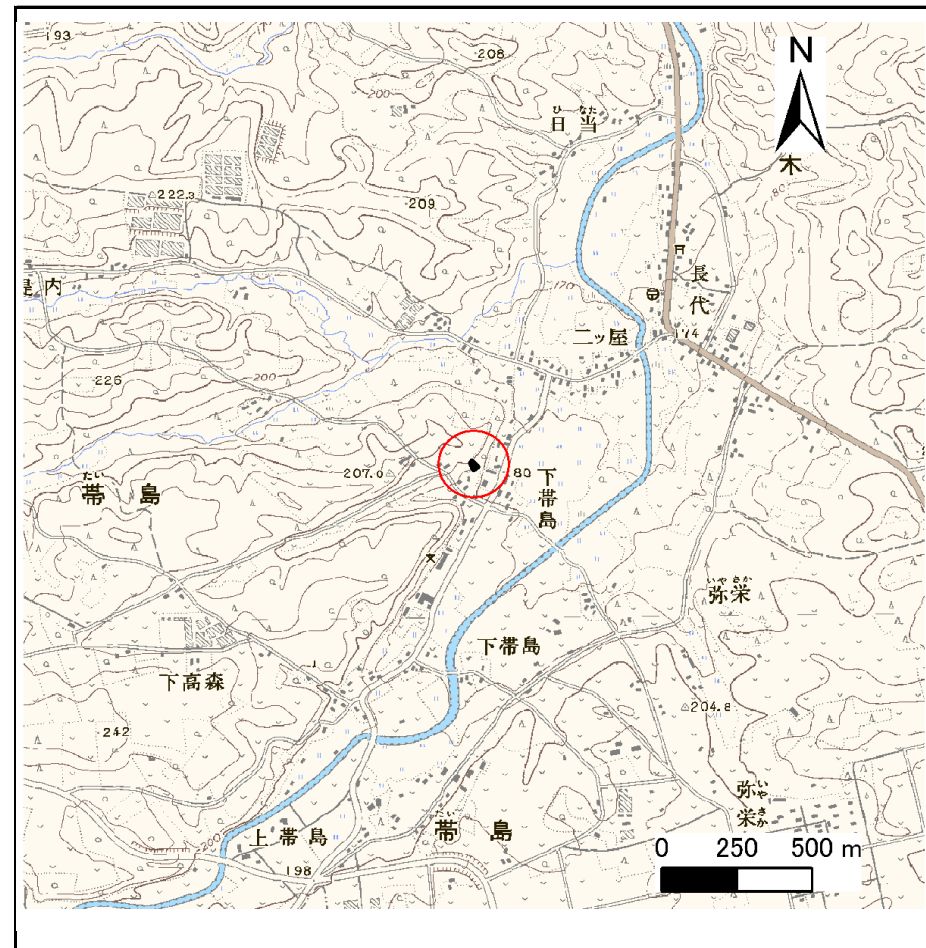 193
208
N
200
ひなた
日当
木
180
222.3
209
長代
是内
170
二ッ屋
174
226
200
207.0
80
下帯島
たい
帯島
いやさか
弥栄
下帯島
下高森
204.8
242
いやさか
弥栄
たい
帯島
200
上帯島
198
0 250 500 m